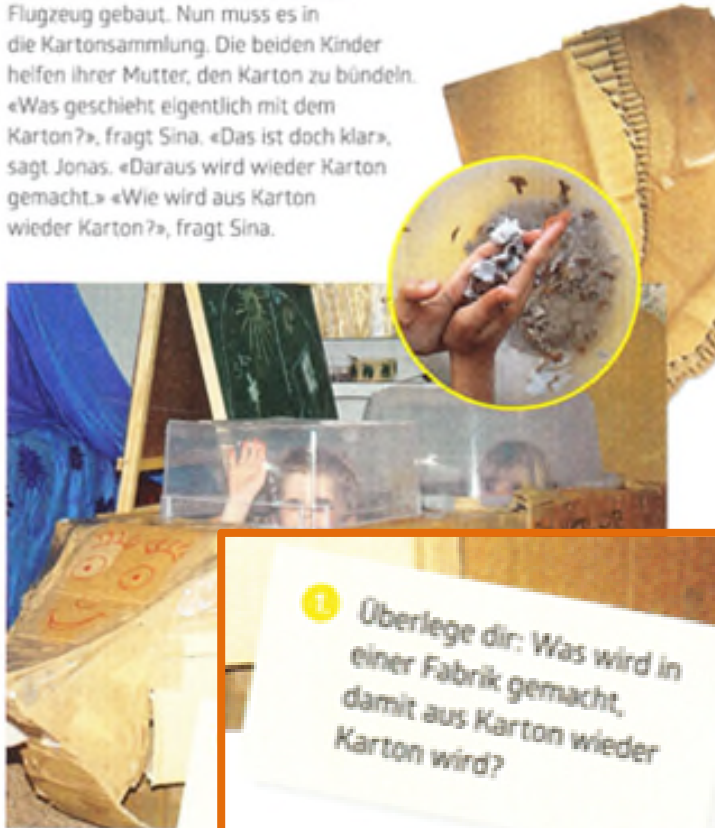 Flugzeug gebaut. Nun muss es in
die Kartonsammlung. Die beiden Kinder
helfen ihrer Mutter, den Karton zu bündeln.
«Was geschieht eigentlich mit dem
Karton?», fragt Sina. «Das ist doch klar»,
sagt Jonas. «Daraus wird wieder Karton
gemacht.» «Wie wird aus Karton
wieder Karton?», fragt Sina.
1. Überlege dir: Was wird in
einer Fabrik gemacht,
damit aus Karton wieder
Karton wird?